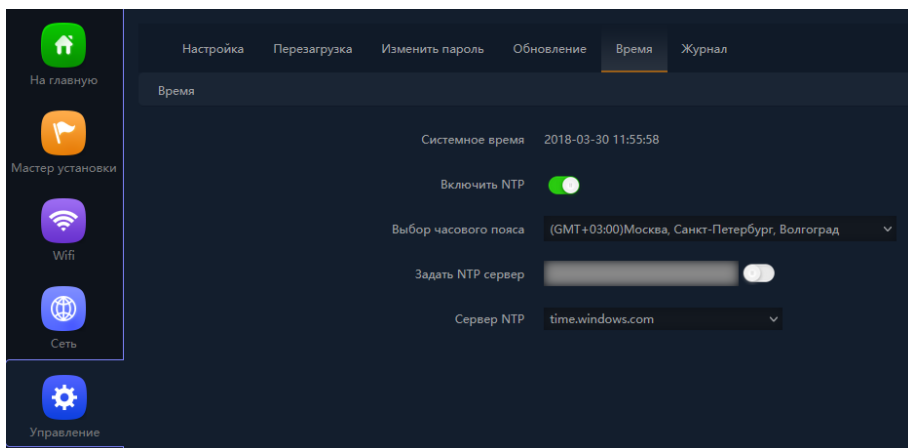 На главную
Мастер установки
Wifi
Сеть
Управление
Настройка Перезагрузка Изменить пароль Обновление Время Журнал
Время
Системное время 2018-03-30 11:55:58
Включить NTP
Выбор часового пояса (GMT+03:00)Москва, Санкт-Петербург, Волгоград
Задать NTP сервер
Сервер NTP time.windows.com